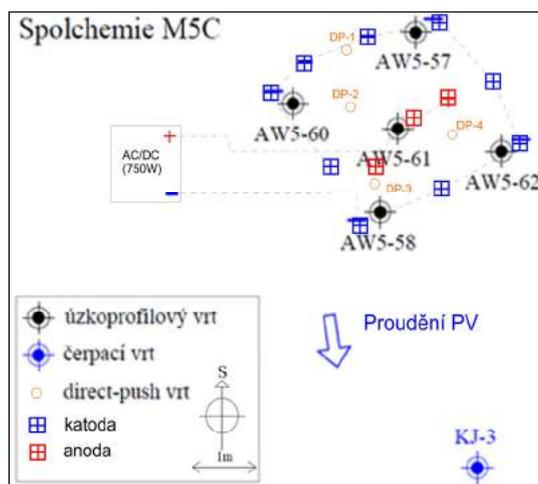 Spolchemie M5C
DP-1
AW5-57
DP-2
AW5-60
DP-4
AW5-61
AC/DC
(750W)
+
AW5-62
DP-3
AW5-58
úzkoprofilový vrt
čerpací vrt
direct-push vrt
katoda
anoda
S
1m
Proudění PV
KJ-3